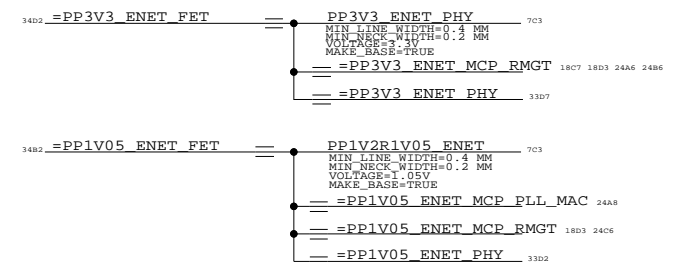 34D2 =PP3V3_ENET_FET PP3V3_ENET_PHY 7C3
MIN_LINE_WIDTH=0.4 MM
MIN_NECK_WIDTH=0.2 MM
VOLTAGE=3.3V
MAKE_BASE=TRUE
=PP3V3_ENET_MCP_RMGT 18C7 18D3 24A6 24B6
=PP3V3_ENET_PHY 33D7
34B2 =PP1V05_ENET_FET PP1V2R1V05_ENET 7C3
MIN_LINE_WIDTH=0.4 MM
MIN_NECK_WIDTH=0.2 MM
VOLTAGE=1.05V
MAKE_BASE=TRUE
=PP1V05_ENET_MCP_PLL_MAC 24A8
=PP1V05_ENET_MCP_RMGT 18D3 24C6
=PP1V05_ENET_PHY 33D2